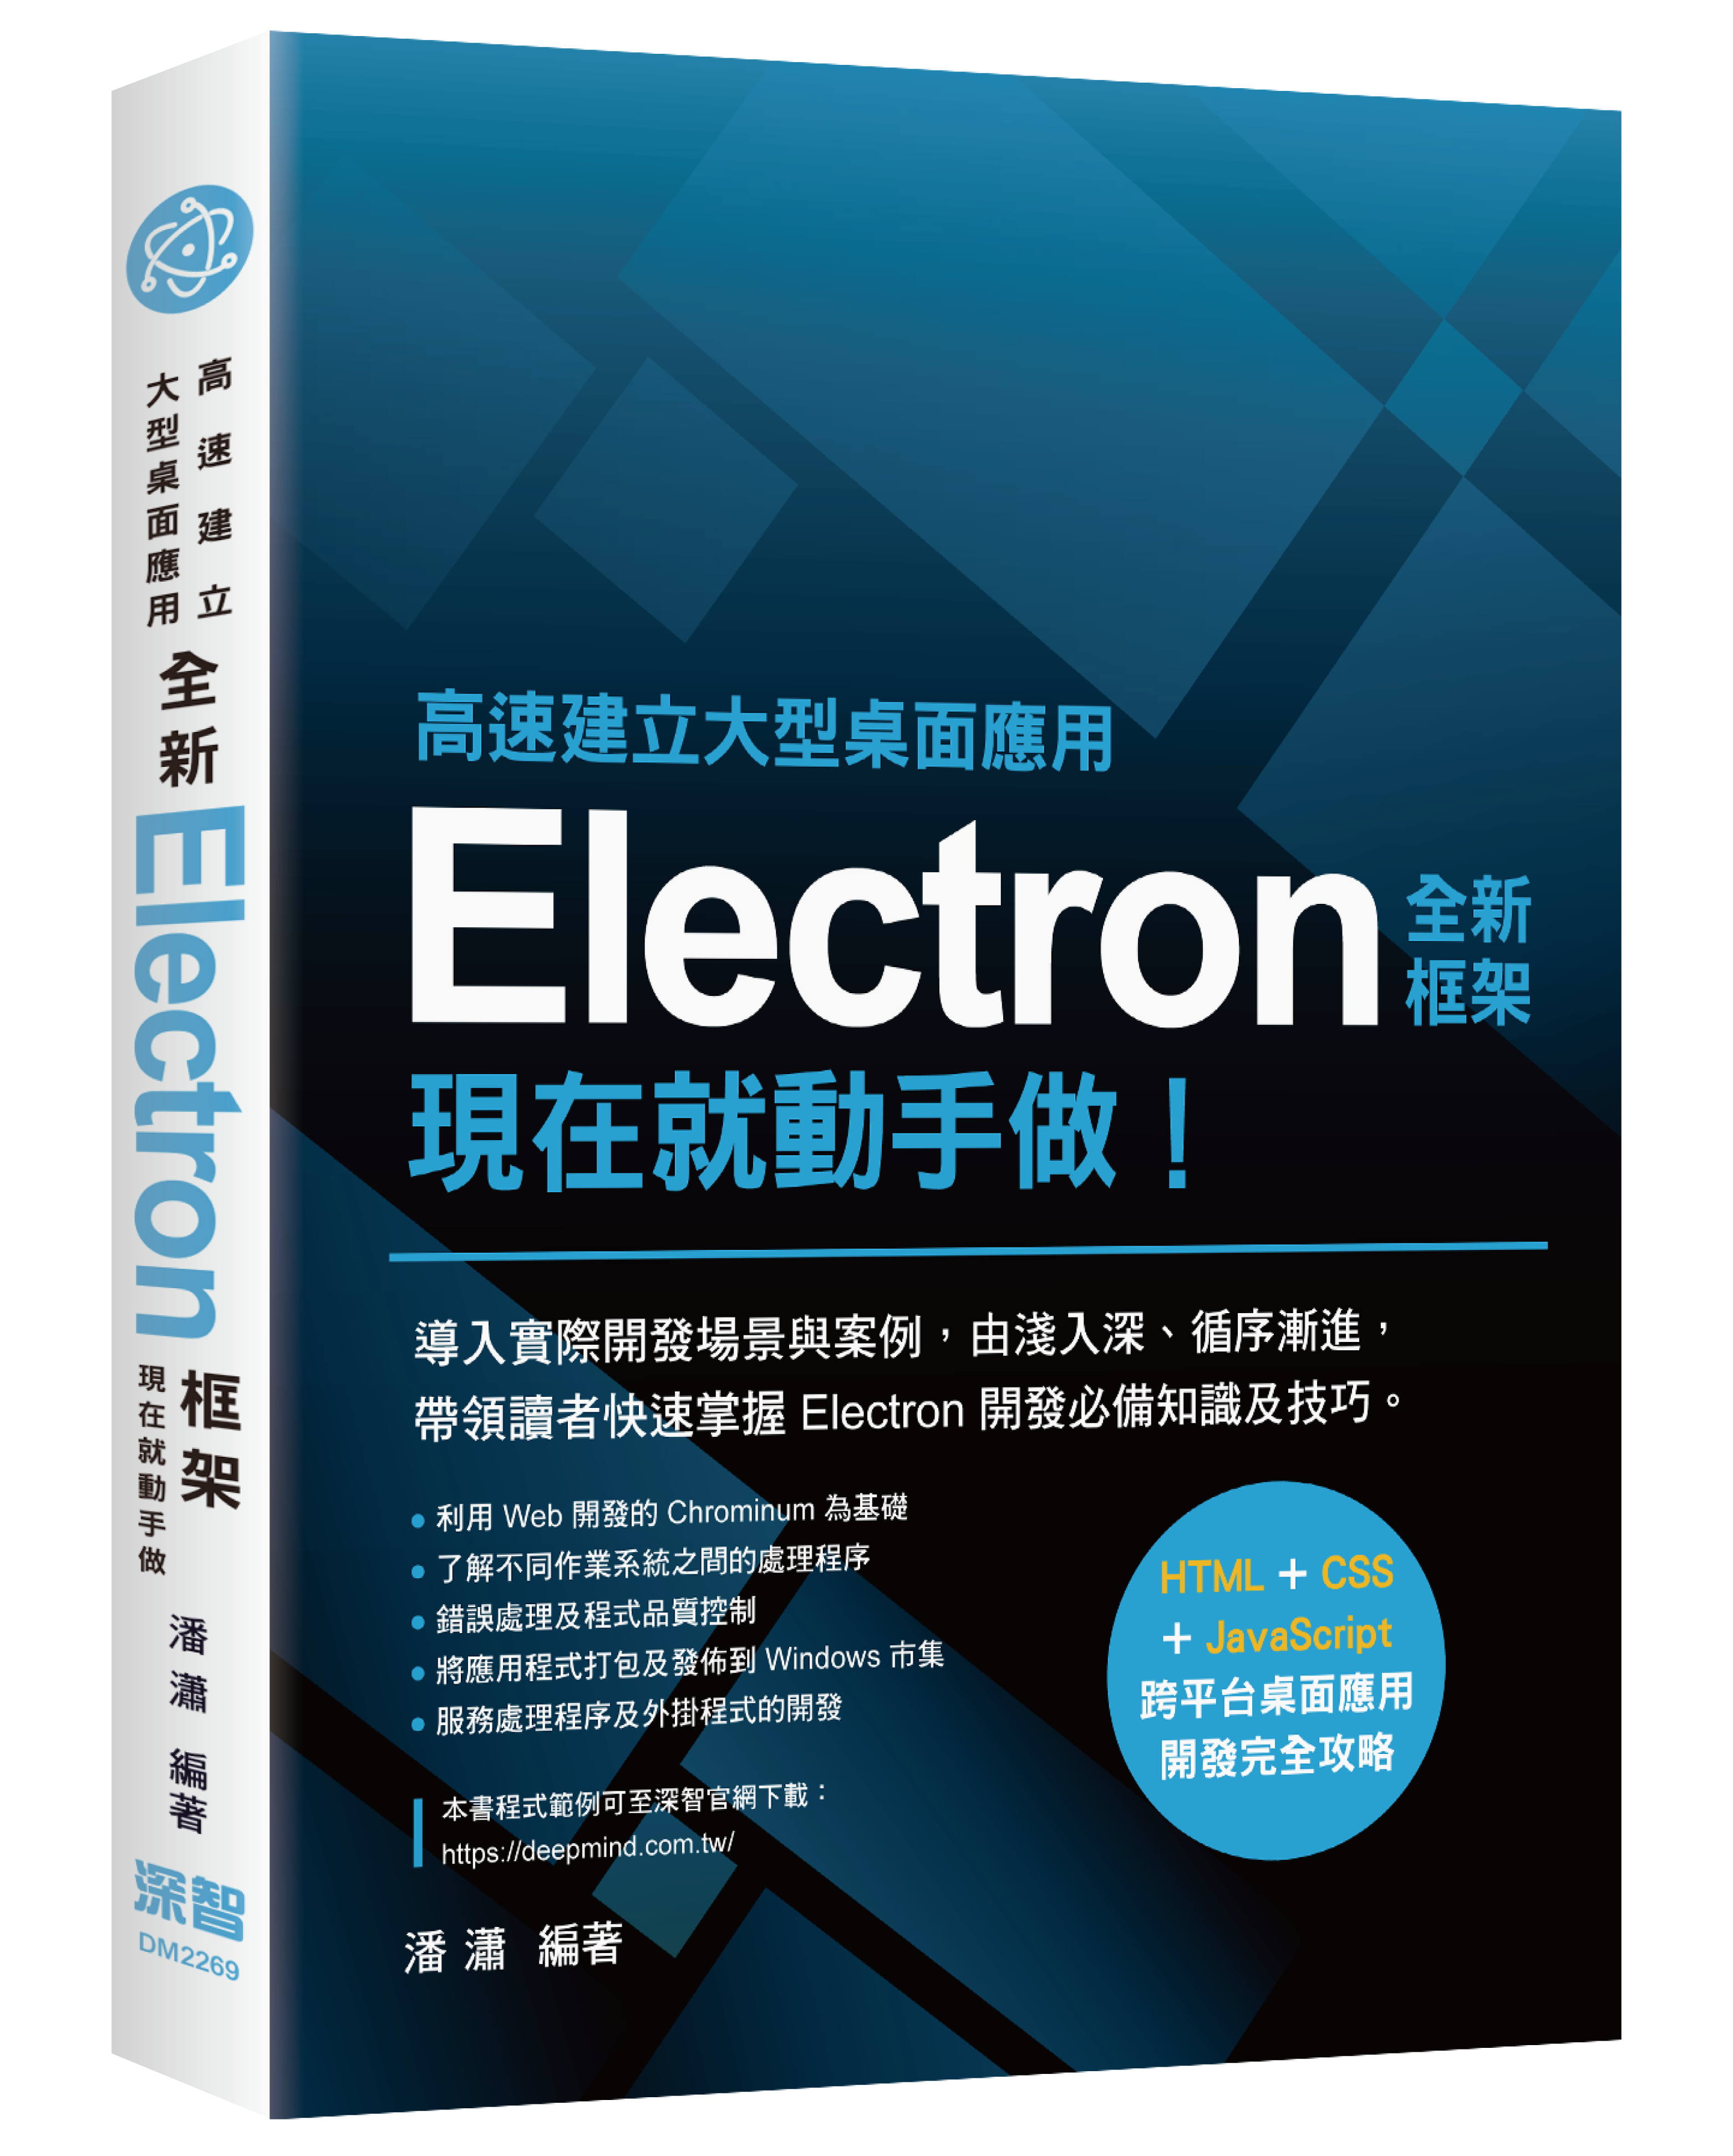 高速建立
大型桌面應用
全新
Electron
框架
現在就動手做
潘瀟 編著
深智
DM2269
高速建立大型桌面應用
Electron 全新
框架
現在就動手做！
導入實際開發場景與案例，由淺入深、循序漸進，
帶領讀者快速掌握 Electron 開發必備知識及技巧。
● 利用 Web 開發的 Chrominum 為基礎
● 了解不同作業系統之間的處理程序
● 錯誤處理及程式品質控制
● 將應用程式打包及發佈到 Windows 市集
● 服務處理程序及外掛程式的開發
HTML + CSS
+ JavaScript
跨平台桌面應用
開發完全攻略
本書程式範例可至深智官網下載：
https://deepmind.com.tw/
潘 瀟 編著